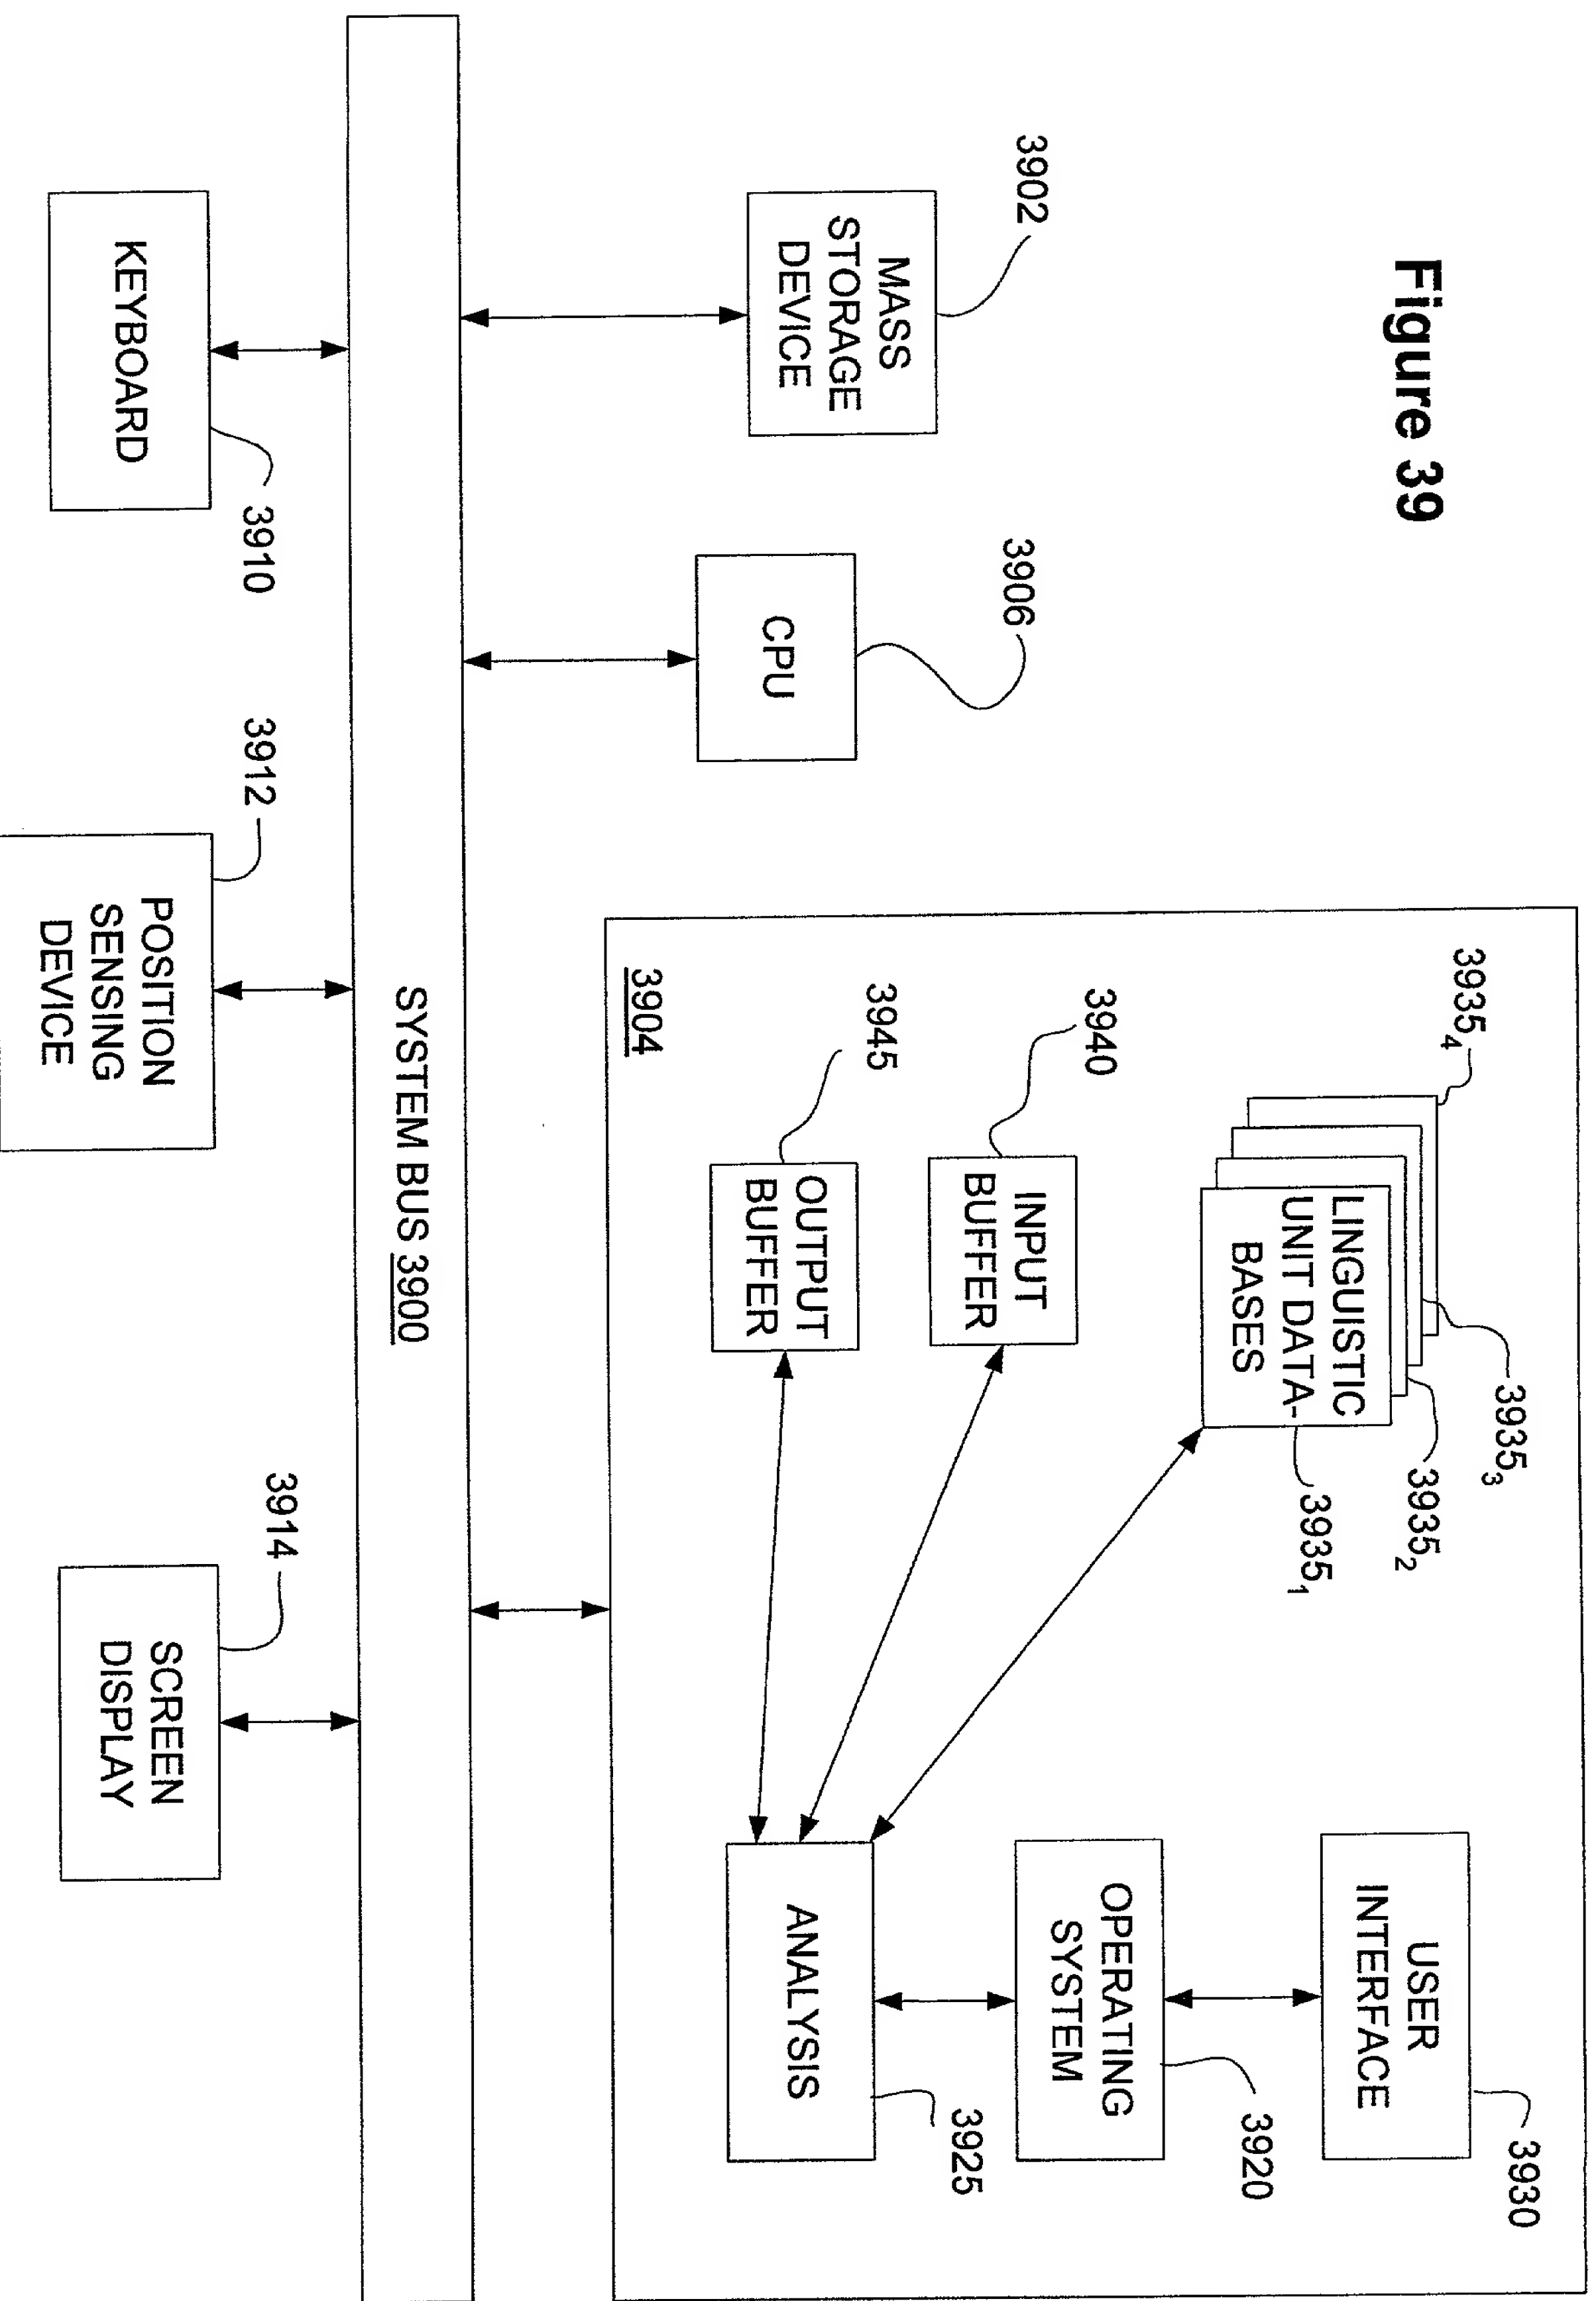 Figure 39
3902
MASS
STORAGE
DEVICE
3906
CPU
3904
3935₄
3935₃
3935₂
3935₁
LINGUISTIC
UNIT DATA-
BASES
3940
INPUT
BUFFER
3945
OUTPUT
BUFFER
USER
INTERFACE
3930
OPERATING
SYSTEM
3920
ANALYSIS
3925
SYSTEM BUS 3900
KEYBOARD
3910
3912
POSITION
SENSING
DEVICE
3914
SCREEN
DISPLAY